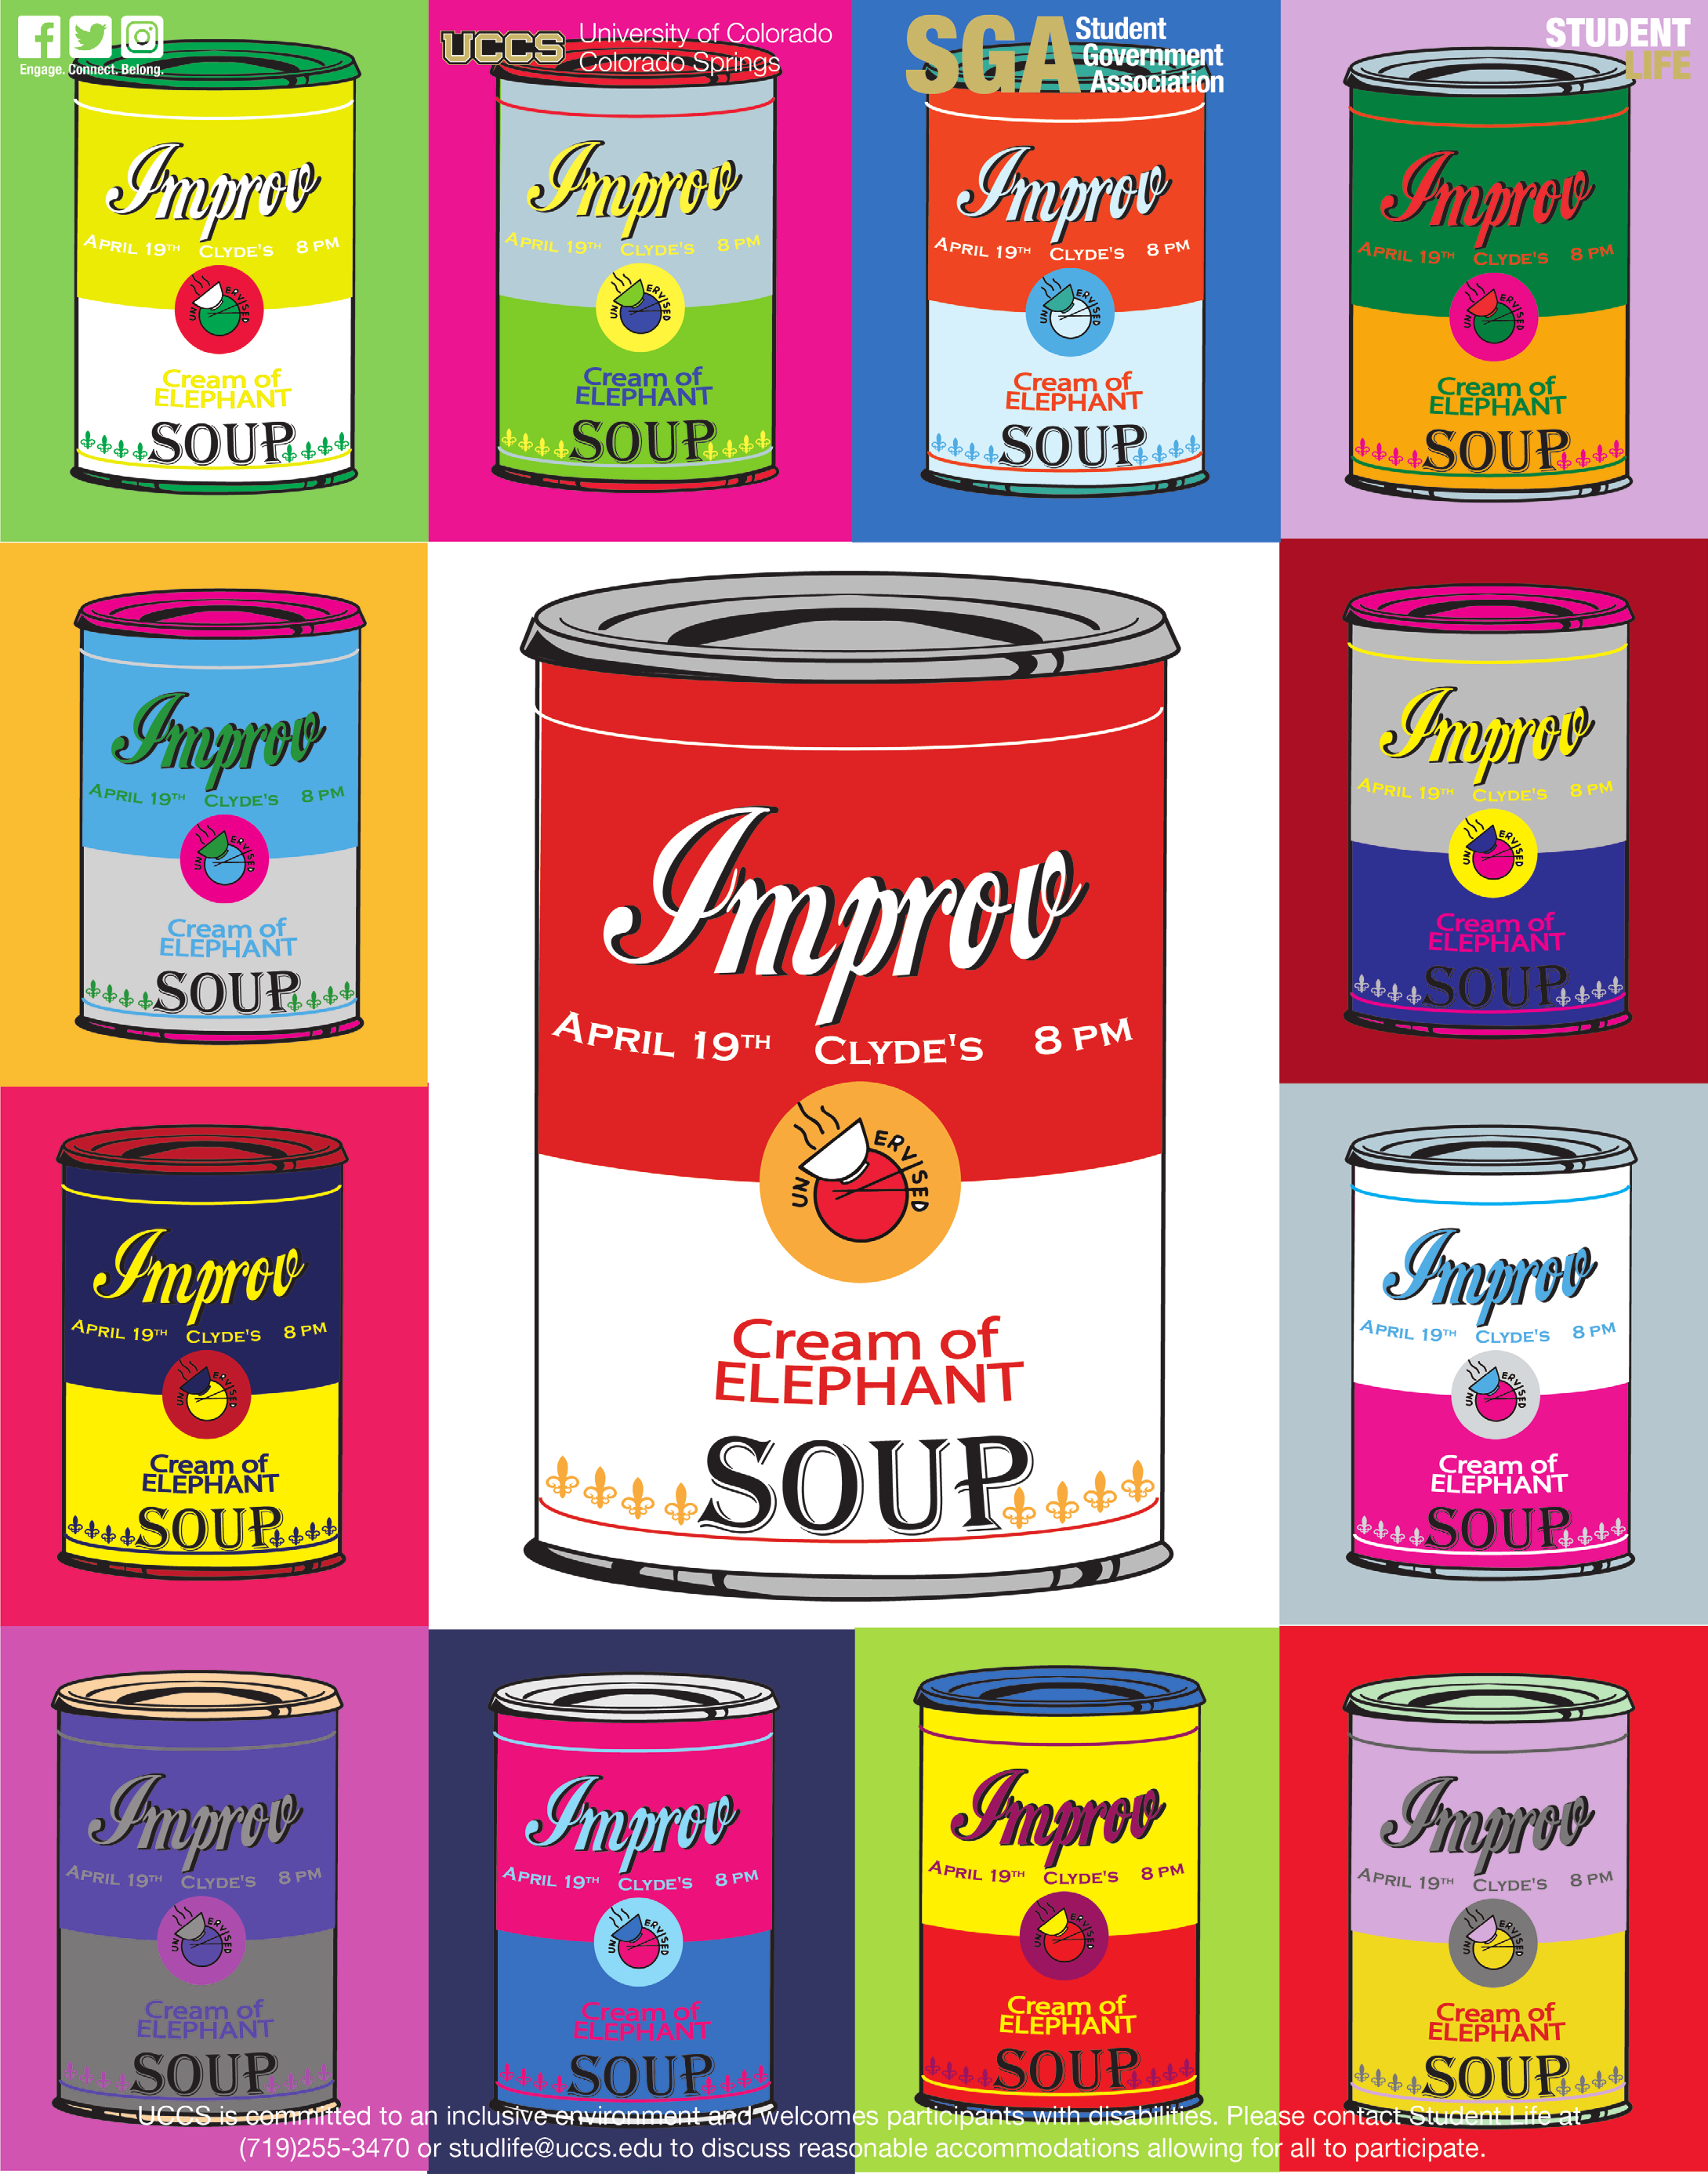 Engage. Connect. Belong.
UCCS
University of Colorado
Colorado Springs
SGA
Student
Government
Association
STUDENT
LIFE
Improv
APRIL 19TH CLYDE'S 8 PM
UN ERVISED
Cream of
ELEPHANT
SOUP
Improv
APRIL 19TH CLYDE'S 8 PM
UN ERVISED
Cream of
ELEPHANT
SOUP
Improv
APRIL 19TH CLYDE'S 8 PM
UN ERVISED
Cream of
ELEPHANT
SOUP
Improv
APRIL 19TH CLYDE'S 8 PM
UN ERVISED
Cream of
ELEPHANT
SOUP
Improv
APRIL 19TH CLYDE'S 8 PM
UN ERVISED
Cream of
ELEPHANT
SOUP
Improv
APRIL 19TH CLYDE'S 8 PM
UN ERVISED
Cream of
ELEPHANT
SOUP
Improv
APRIL 19TH CLYDE'S 8 PM
UN ERVISED
Cream of
ELEPHANT
SOUP
Improv
APRIL 19TH CLYDE'S 8 PM
UN ERVISED
Cream of
ELEPHANT
SOUP
Improv
APRIL 19TH CLYDE'S 8 PM
UN ERVISED
Cream of
ELEPHANT
SOUP
Improv
APRIL 19TH CLYDE'S 8 PM
UN ERVISED
Cream of
ELEPHANT
SOUP
Improv
APRIL 19TH CLYDE'S 8 PM
UN ERVISED
Cream of
ELEPHANT
SOUP
Improv
APRIL 19TH CLYDE'S 8 PM
UN ERVISED
Cream of
ELEPHANT
SOUP
Improv
APRIL 19TH CLYDE'S 8 PM
UN ERVISED
Cream of
ELEPHANT
SOUP
UCCS is committed to an inclusive environment and welcomes participants with disabilities. Please contact Student Life at
(719)255-3470 or studlife@uccs.edu to discuss reasonable accommodations allowing for all to participate.